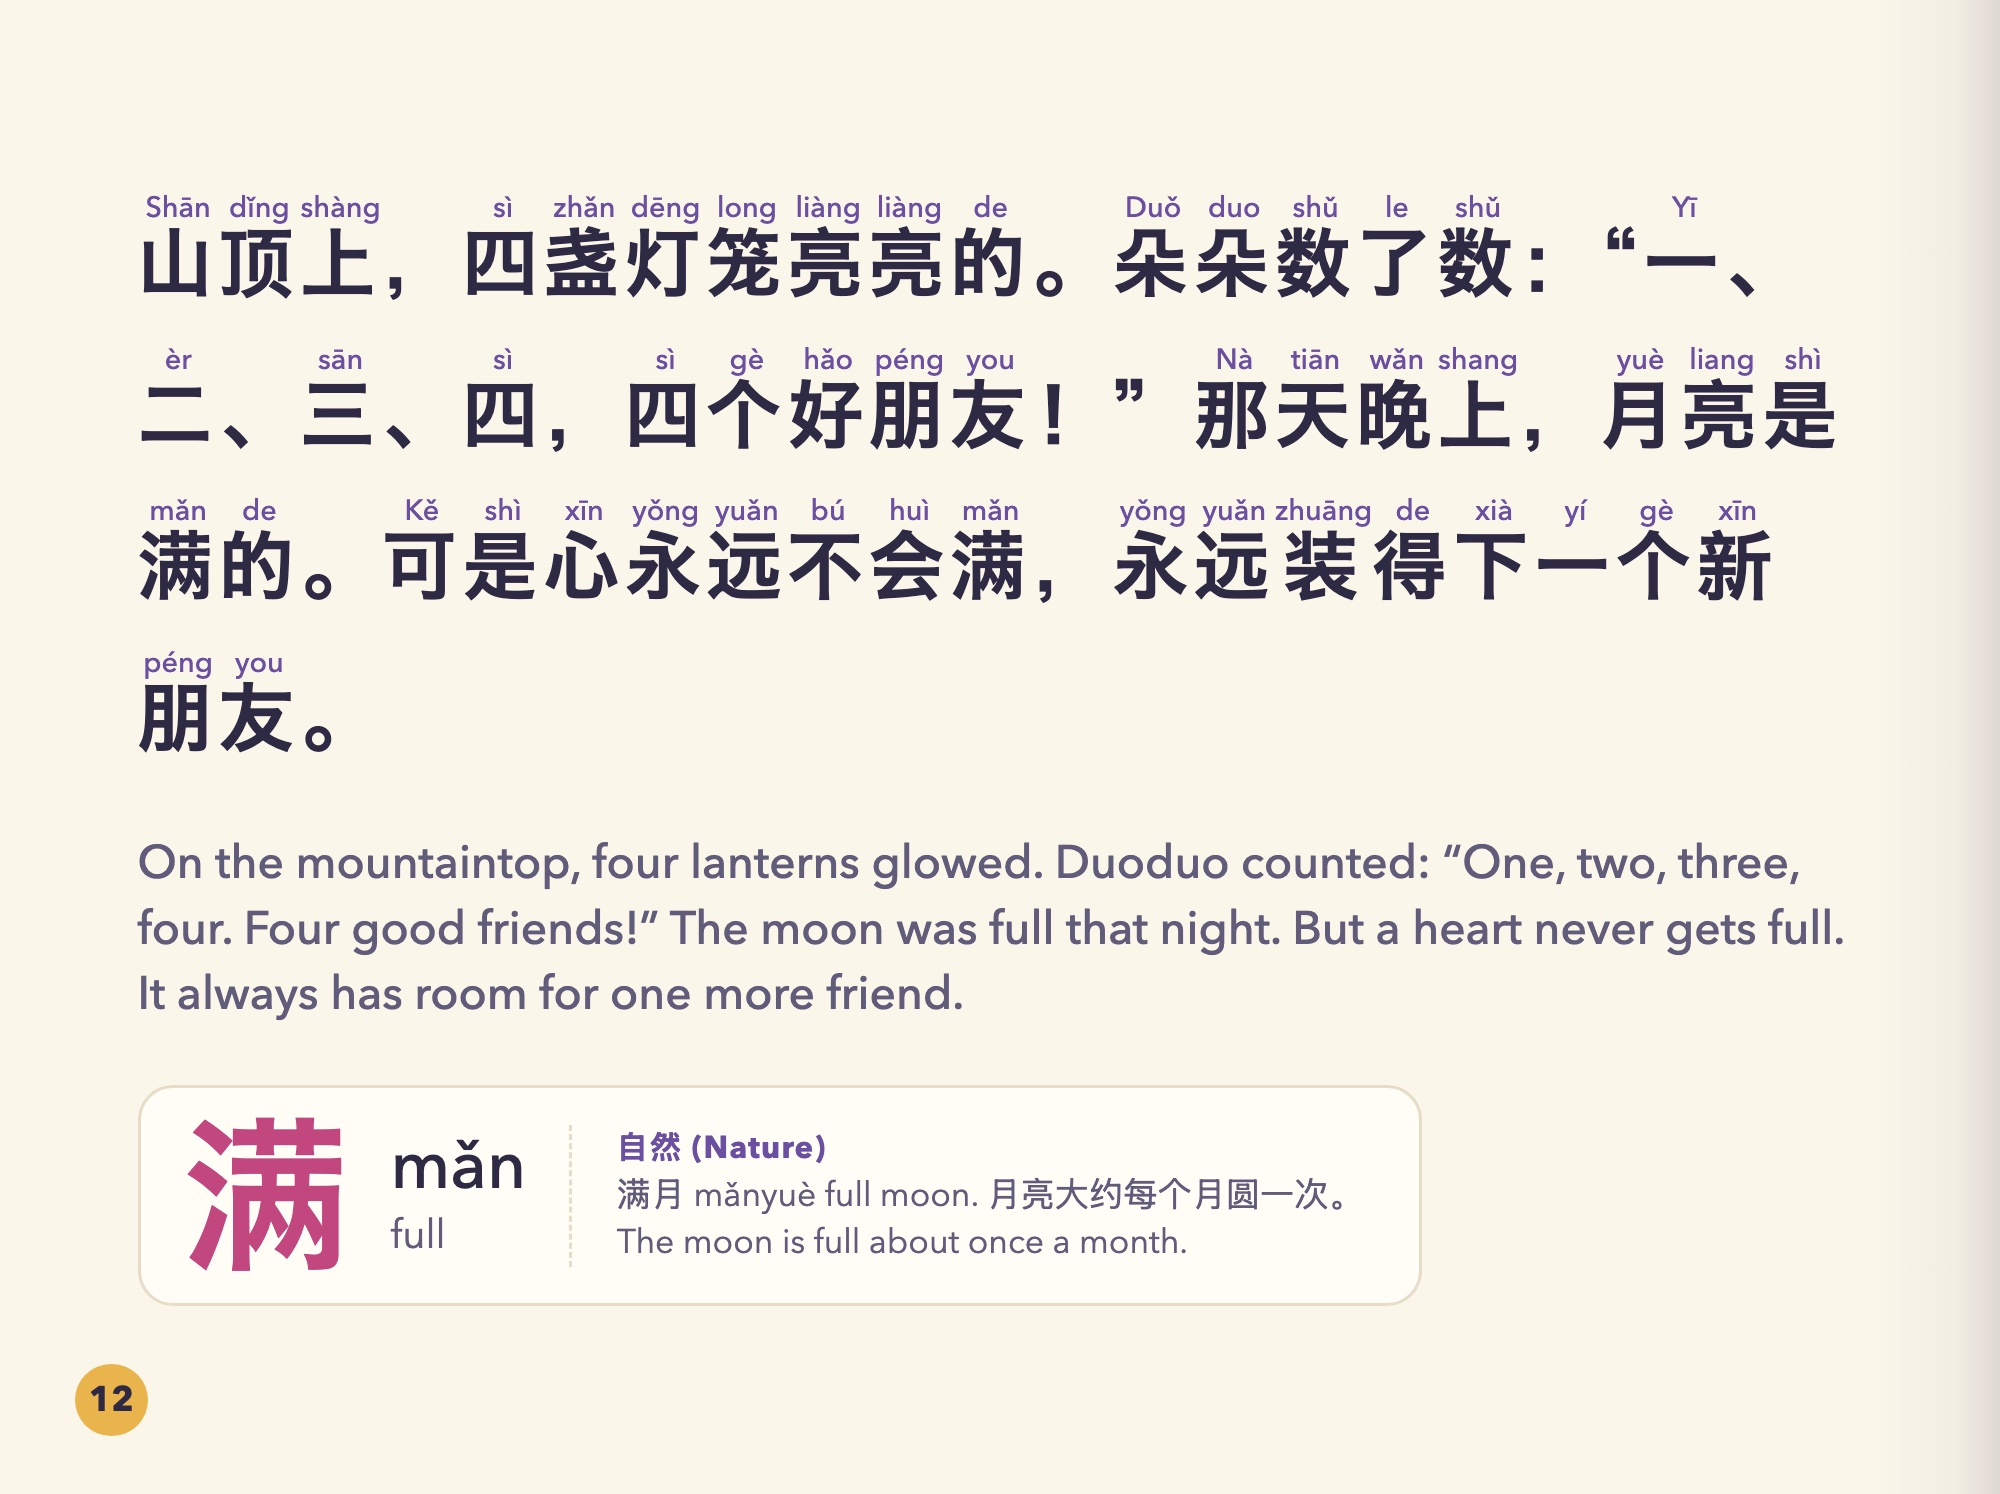 Shān dǐng shàng sì zhǎn dēng long liàng liàng de Duǒ duo shǔ le shǔ Yī
山顶上，四盏灯笼亮亮的。朵朵数了数：“一、
èr sān sì sì gè hǎo péng you Nà tiān wǎn shang yuè liang shì
二、三、四，四个好朋友！”那天晚上，月亮是
mǎn de Kě shì xīn yǒng yuǎn bú huì mǎn yǒng yuǎn zhuāng de xià yí gè xīn
满的。可是心永远不会满，永远装得下一个新
péng you
朋友。
On the mountaintop, four lanterns glowed. Duoduo counted: “One, two, three,
four. Four good friends!” The moon was full that night. But a heart never gets full.
It always has room for one more friend.
满
mǎn
full
自然 (Nature)
满月 mǎnyuè full moon. 月亮大约每个月圆一次。
The moon is full about once a month.
12